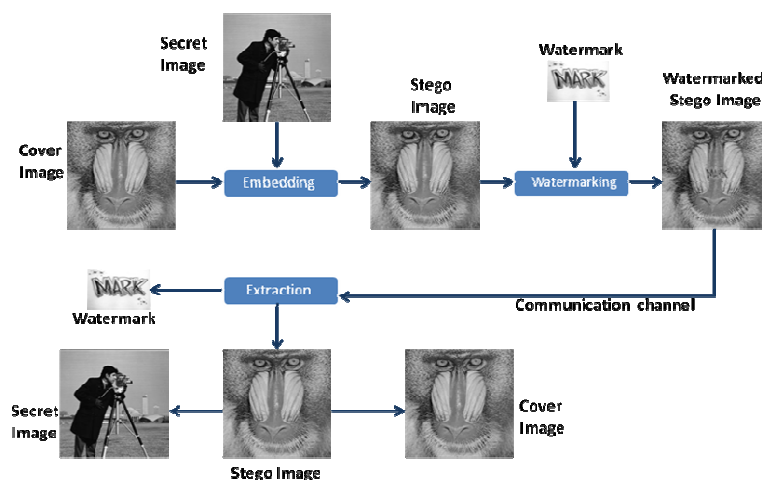 Secret
Image
Watermark
MARK
Watermarked
Stego Image
Stego
Image
Cover
Image
Embedding
Watermarking
MARK
MARK
Extraction
Communication channel
Watermark
Secret
Image
Cover
Image
Stego Image